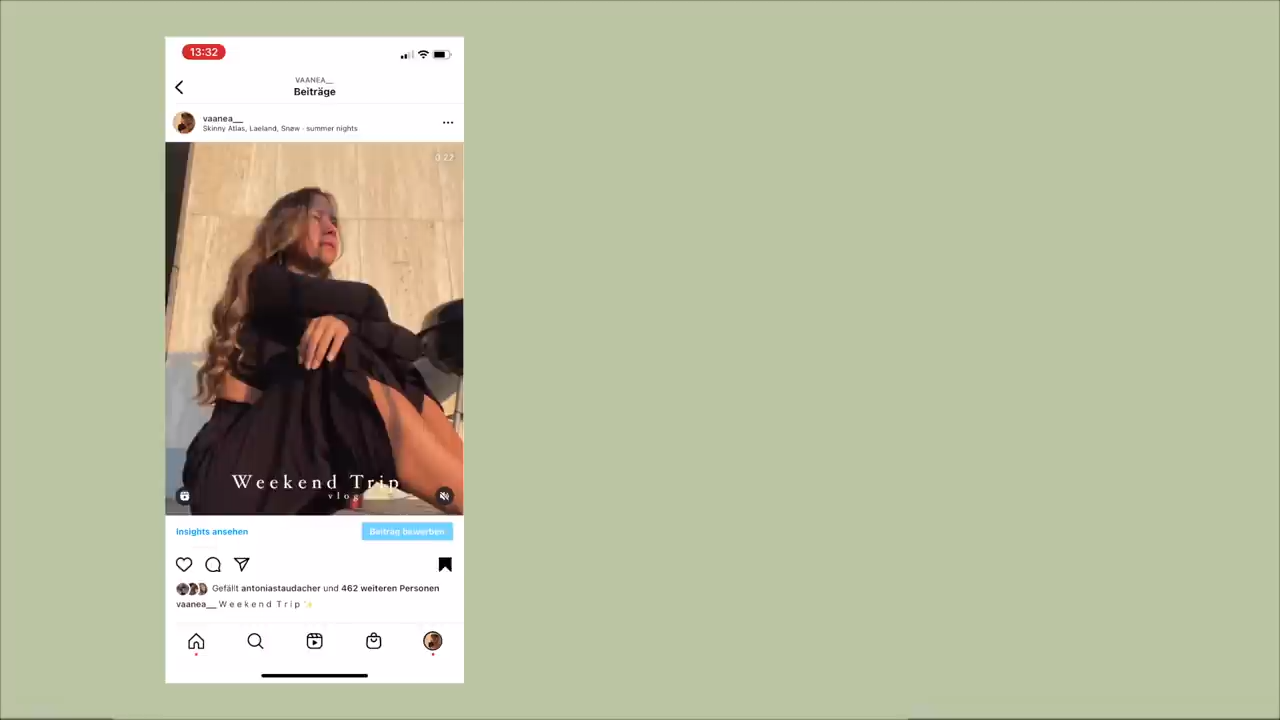 13:32
VAANEA__
Beiträge
vaanea__
Skinny Atlas, Laeland, Snøw · summer nights
0:22
Weekend Trip
vlog
Insights ansehen
Beitrag bewerben
Gefällt antoniastaudacher und 462 weiteren Personen
vaanea__ W e e k e n d T r i p ✨